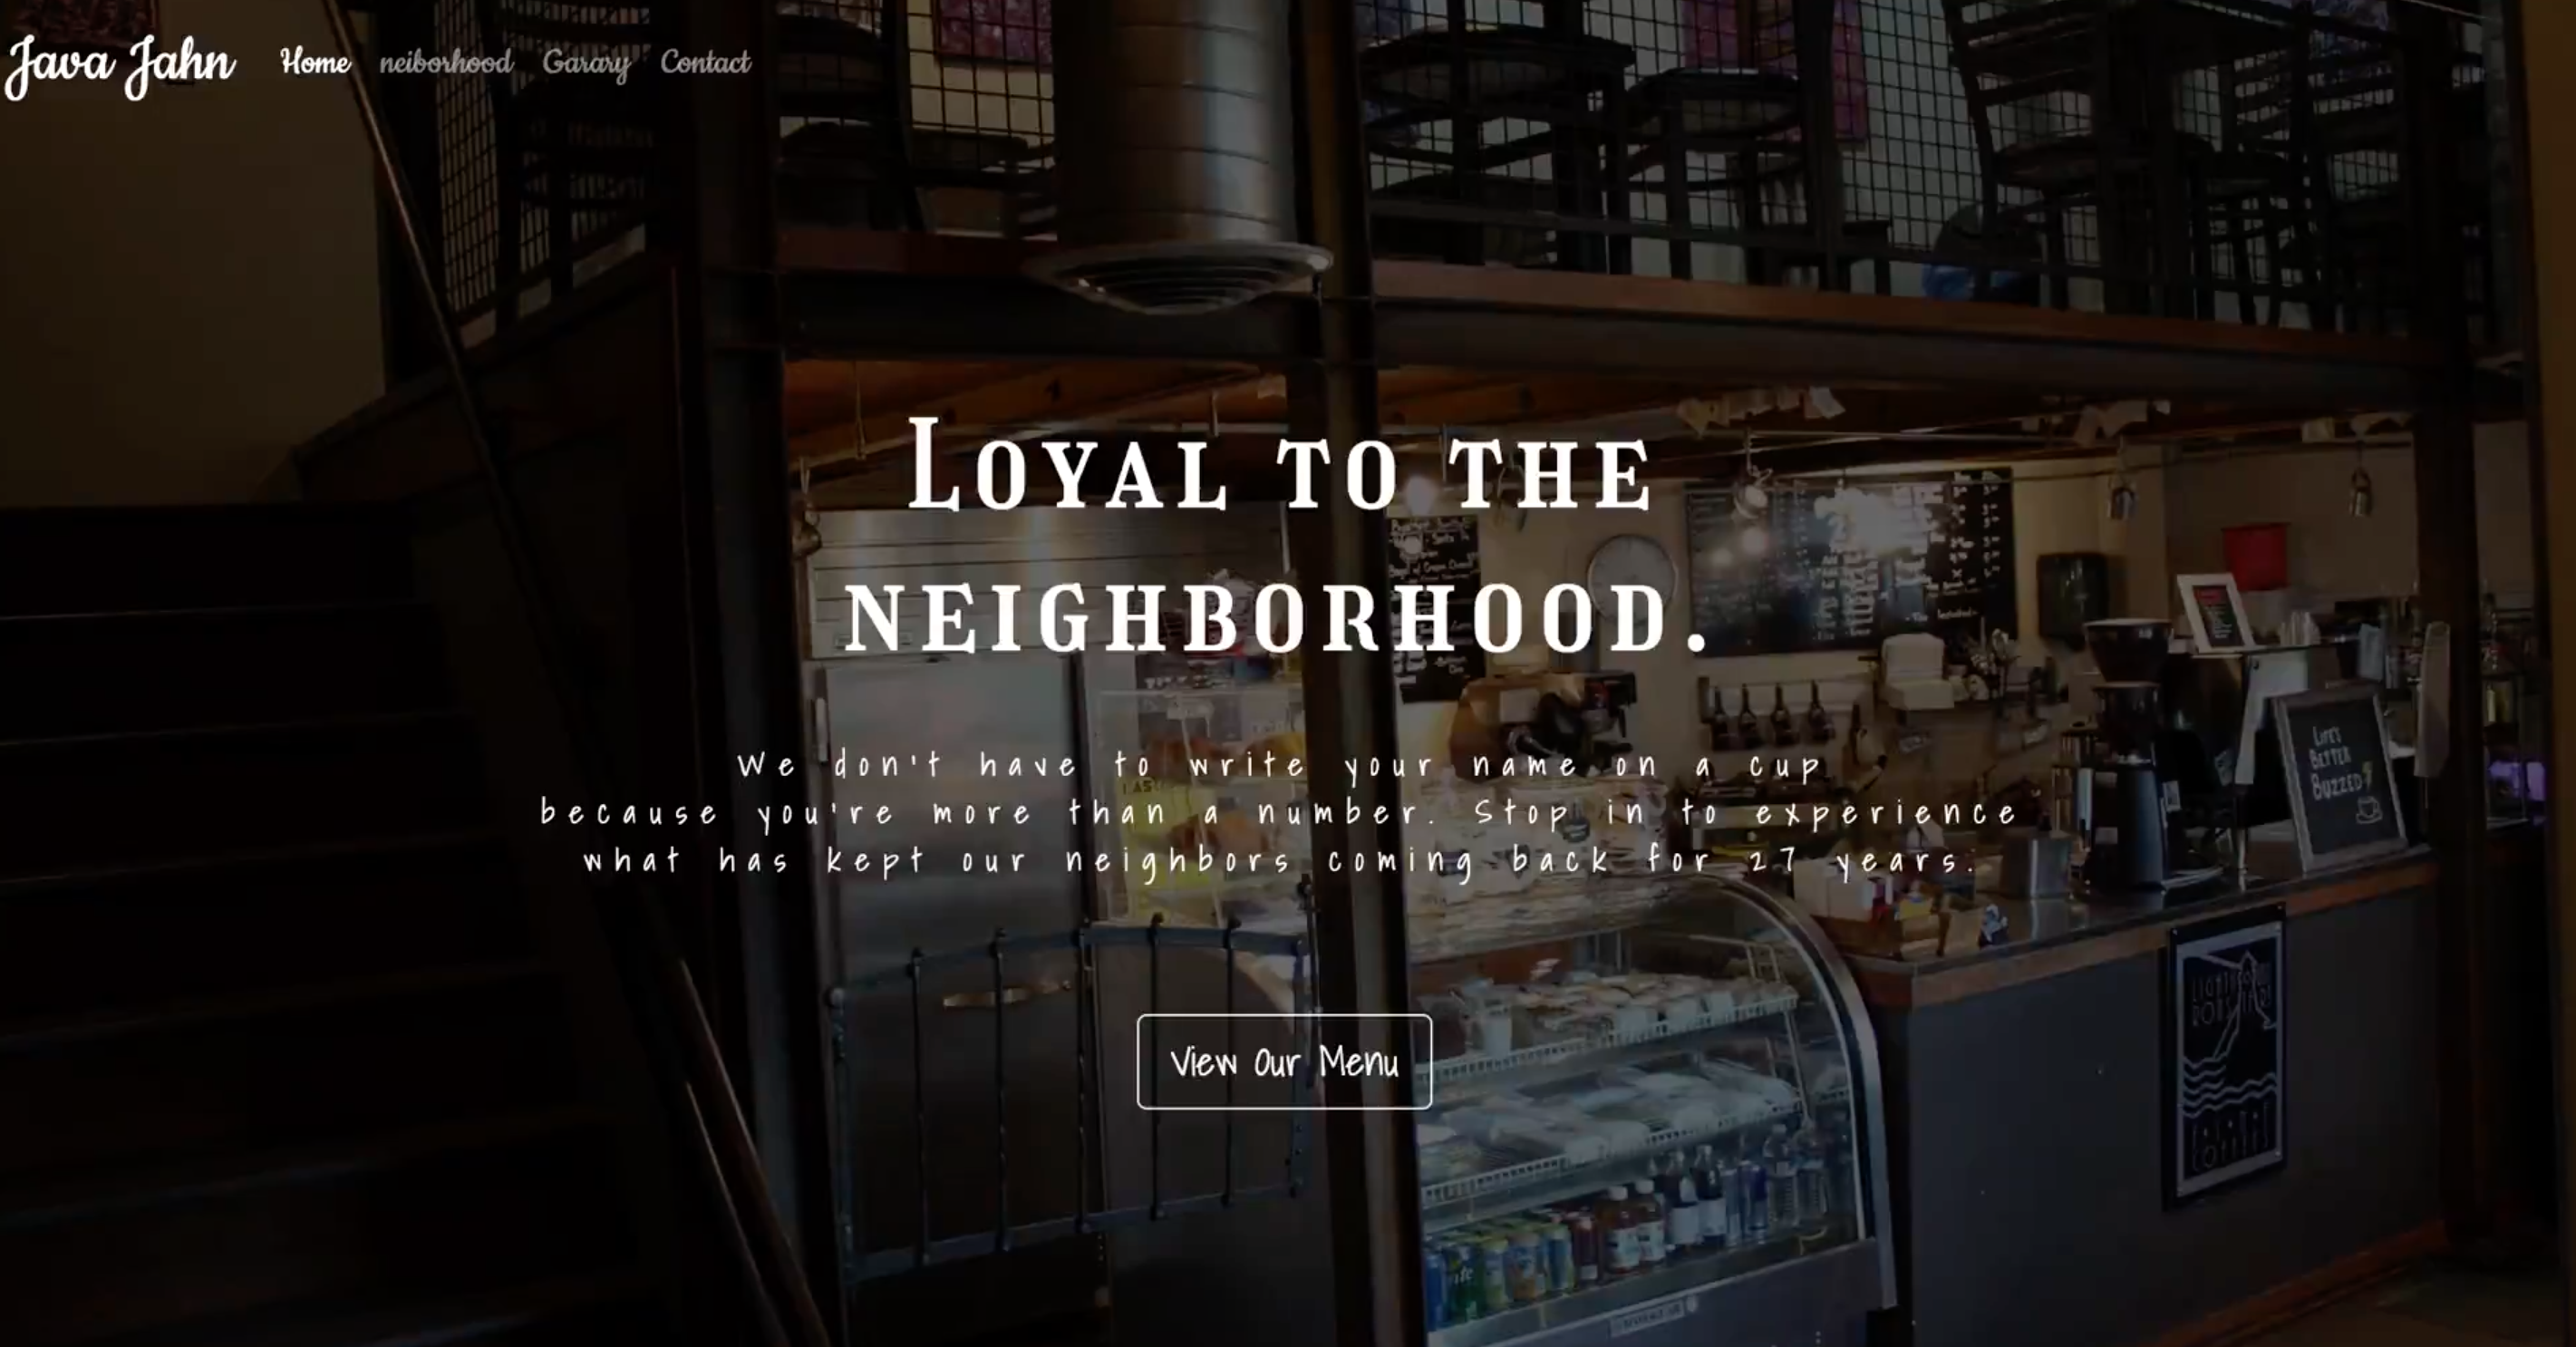 Java Jahn Home neiborhood Garary Contact
Loyal to the
neighborhood.
We don't have to write your name on a cup
because you're more than a number. Stop in to experience
what has kept our neighbors coming back for 27 years.
Life's
Better
Buzzed
View Our Menu